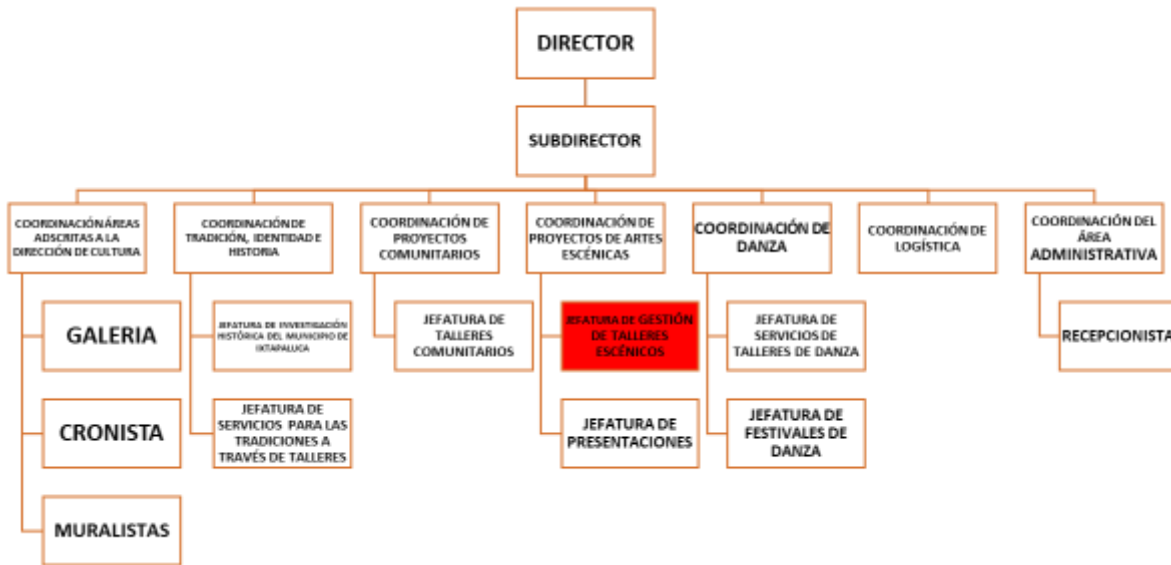 DIRECTOR
SUBDIRECTOR
COORDINACIÓN ÁREAS
ADSCRITAS A LA
DIRECCIÓN DE CULTURA
COORDINACIÓN DE
TRADICIÓN, IDENTIDAD E
HISTORIA
COORDINACIÓN DE
PROYECTOS
COMUNITARIOS
COORDINACIÓN DE
PROYECTOS DE ARTES
ESCÉNICAS
COORDINACIÓN DE
DANZA
COORDINACIÓN DE
LOGÍSTICA
COORDINACIÓN DEL
ÁREA
ADMINISTRATIVA
GALERIA
JEFATURA DE INVESTIGACIÓN
HISTÓRICA DEL MUNICIPIO DE
IXTAPALUCA
JEFATURA DE
TALLERES
COMUNITARIOS
JEFATURA DE GESTIÓN
DE TALLERES
ESCÉNICOS
JEFATURA DE
SERVICIOS DE
TALLERES DE DANZA
RECEPCIONISTA
CRONISTA
JEFATURA DE
SERVICIOS PARA LAS
TRADICIONES A
TRAVÉS DE TALLERES
JEFATURA DE
PRESENTACIONES
JEFATURA DE
FESTIVALES DE
DANZA
MURALISTAS